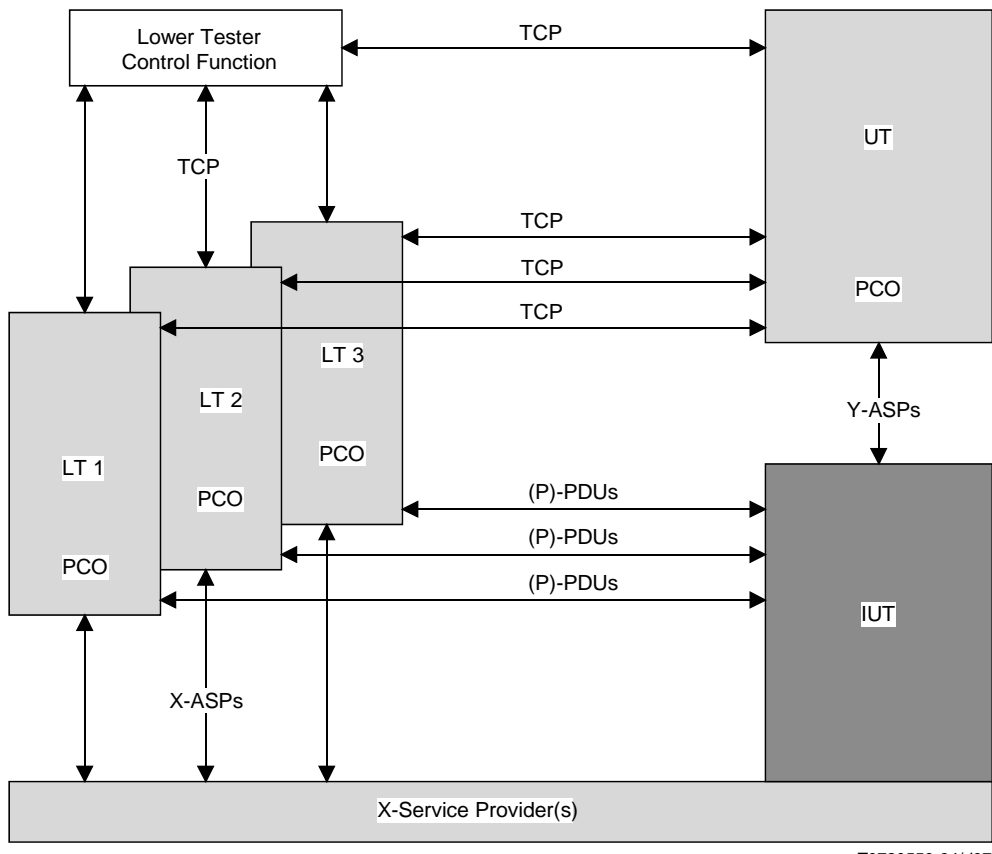 Lower Tester
Control Function
TCP
UT
TCP
TCP
TCP
PCO
TCP
LT 3
LT 2
Y-ASPs
PCO
LT 1
(P)-PDUs
PCO
(P)-PDUs
PCO
(P)-PDUs
IUT
X-ASPs
X-Service Provider(s)